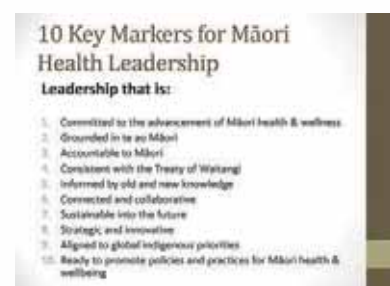 10 Key Markers for Māori
Health Leadership
Leadership that is:
1. Committed to the advancement of Māori health & wellness
2. Grounded in te ao Māori
3. Accountable to Māori
4. Consistent with the Treaty of Waitangi
5. Informed by old and new knowledge
6. Connected and collaborative
7. Sustainable into the future
8. Strategic and innovative
9. Aligned to global indigenous priorities
10. Ready to promote policies and practices for Māori health &
wellbeing